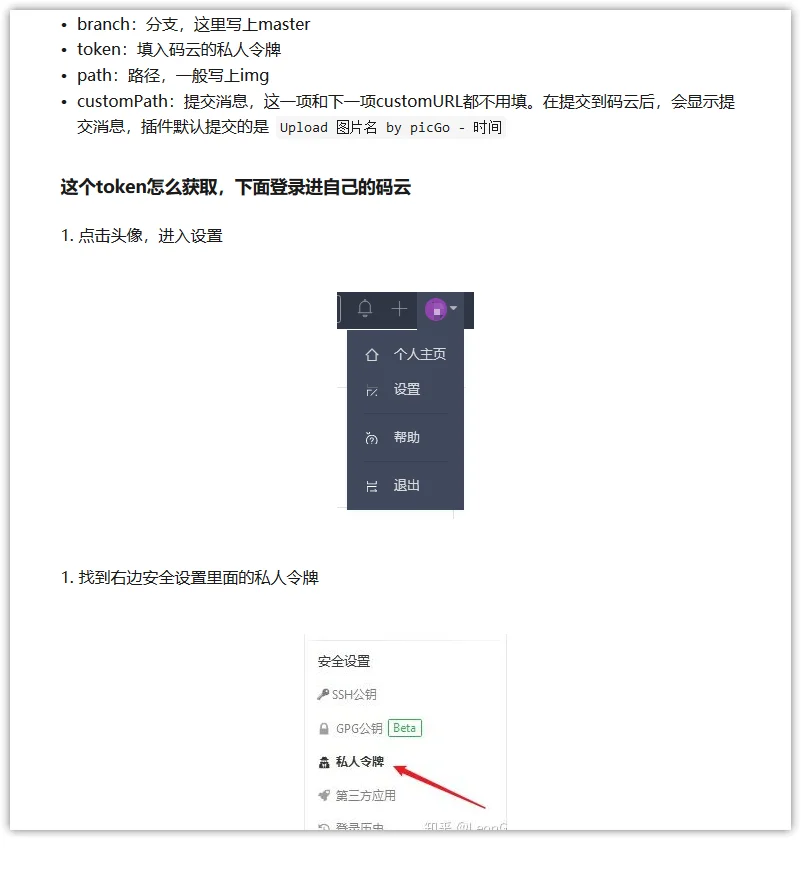 • branch：分支，这里写上master
• token：填入码云的私人令牌
• path：路径，一般写上img
• customPath：提交消息，这一项和下一项customURL都不用填。在提交到码云后，会显示提
交消息，插件默认提交的是 Upload 图片名 by picGo - 时间
这个token怎么获取，下面登录进自己的码云
1. 点击头像，进入设置
个人主页
设置
帮助
退出
1. 找到右边安全设置里面的私人令牌
安全设置
SSH公钥
GPG公钥 Beta
私人令牌
第三方应用
登录历史
知乎 @LeonG